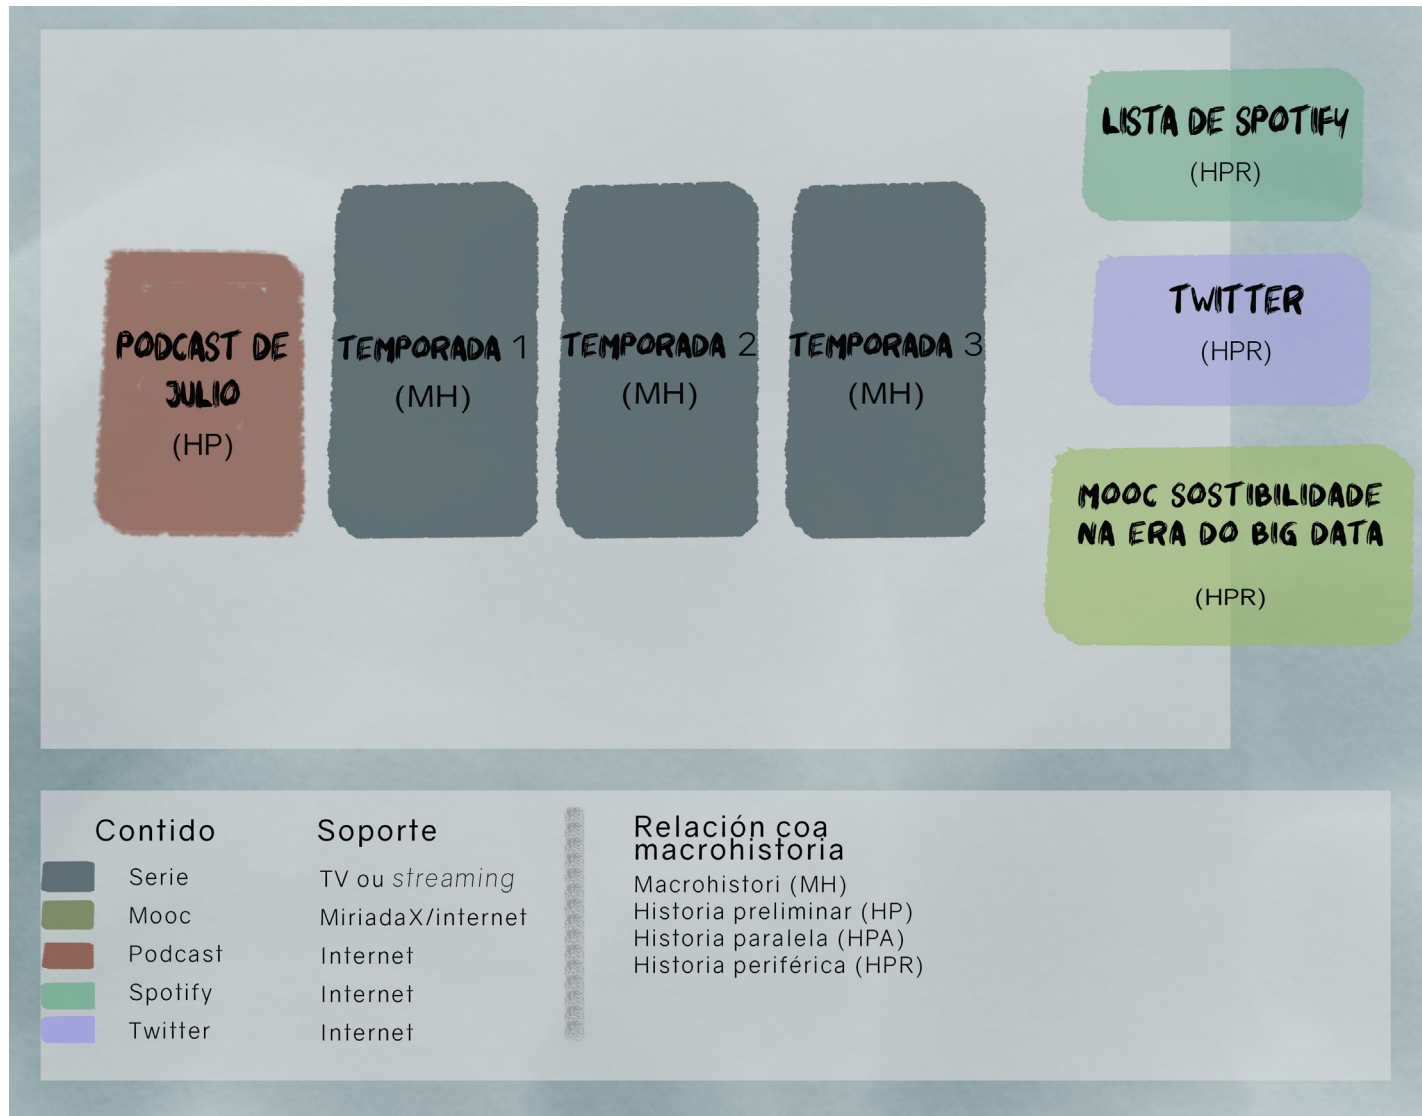 LISTA DE SPOTIFY
(HPR)
TWITTER
(HPR)
PODCAST DE
JULIO
(HP)
TEMPORADA 1
(MH)
TEMPORADA 2
(MH)
TEMPORADA 3
(MH)
MOOC SOSTIBILIDADE
NA ERA DO BIG DATA
(HPR)
Contido
Soporte
Serie
TV ou streaming
Mooc
MiriadaX/internet
Podcast
Internet
Spotify
Internet
Twitter
Internet
Relación coa
macrohistoria
Macrohistori (MH)
Historia preliminar (HP)
Historia paralela (HPA)
Historia periférica (HPR)